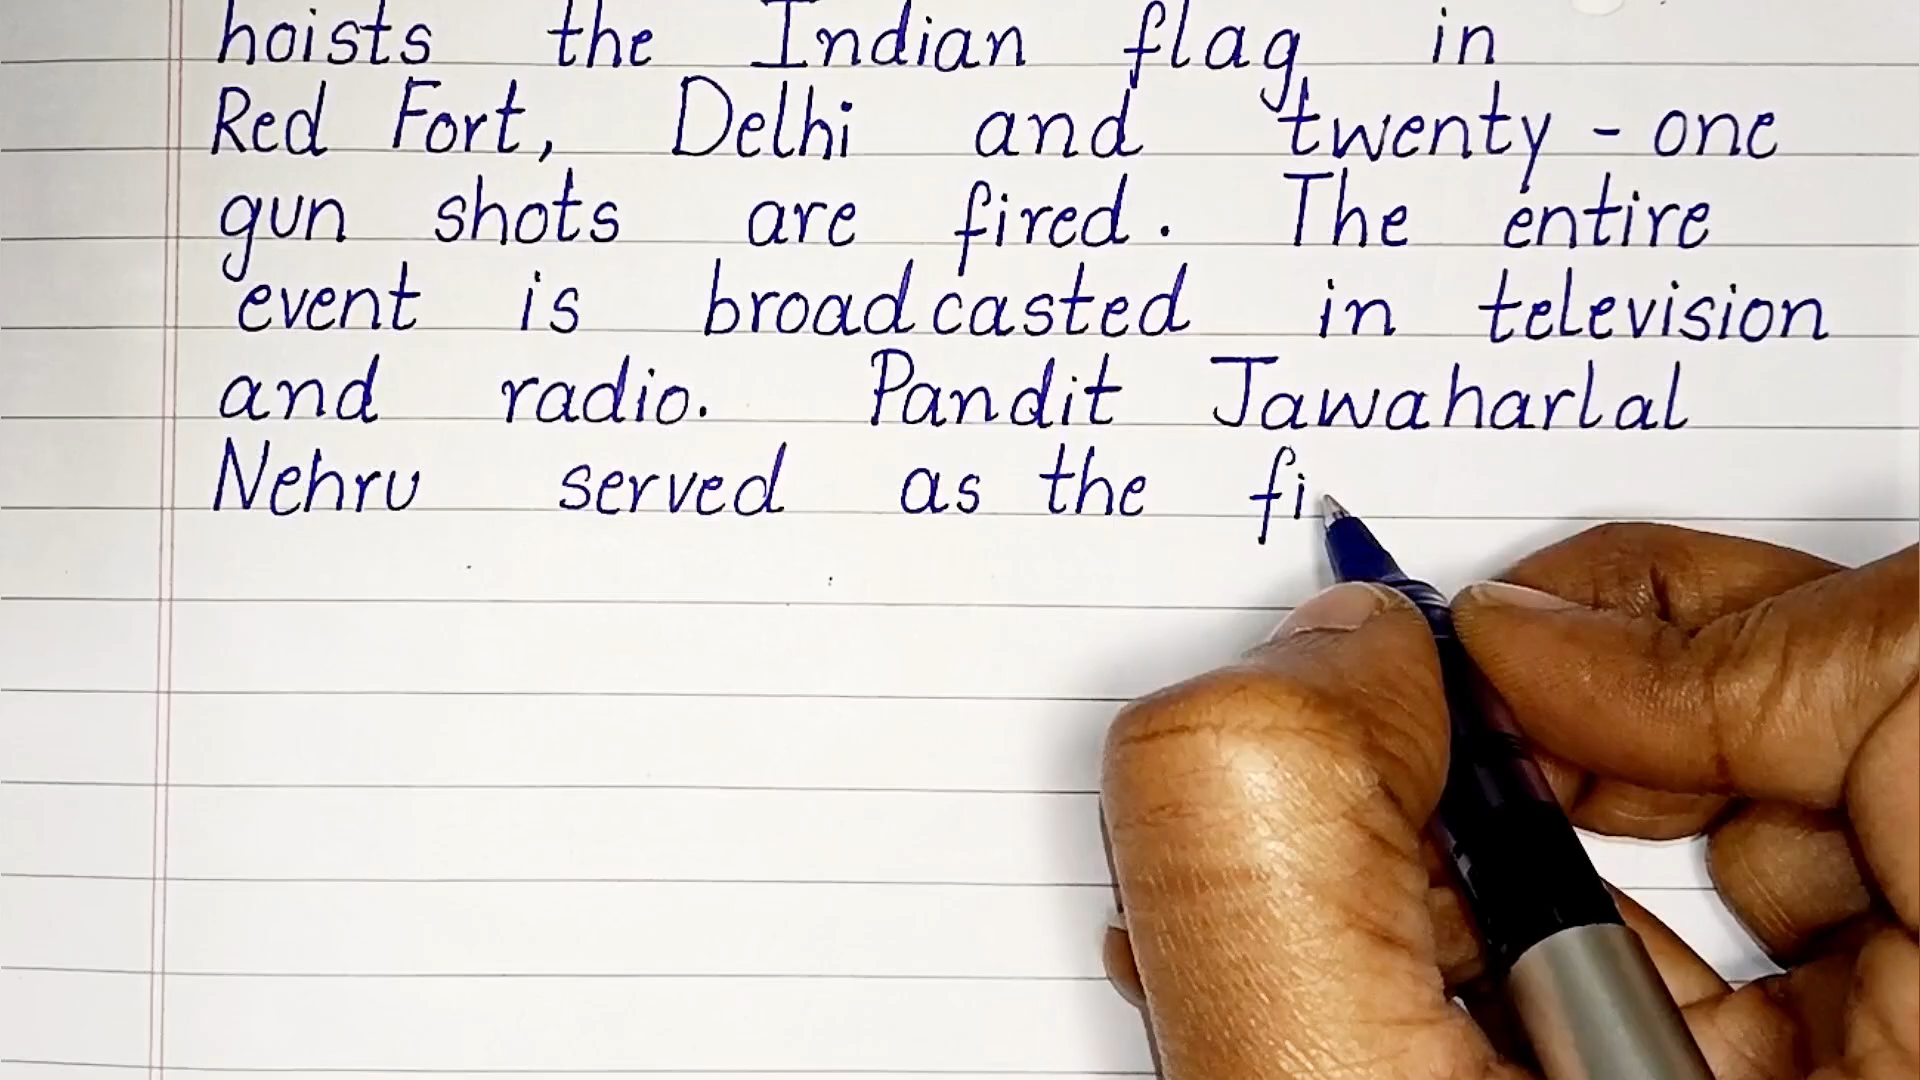 hoists the Indian flag in
Red Fort, Delhi and twenty-one
gun shots are fired. The entire
event is broadcasted in television
and radio. Pandit Jawaharlal
Nehru served as the fi